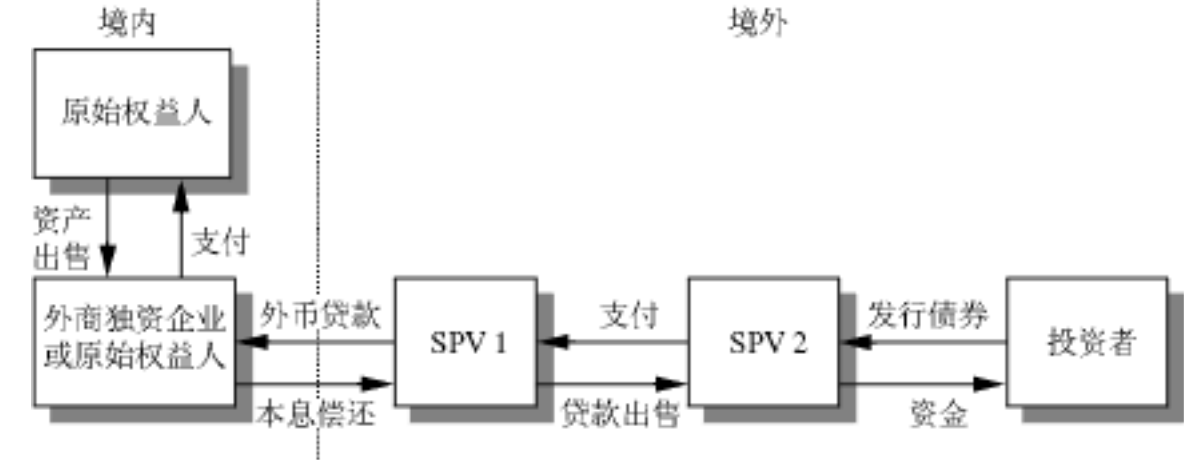 境内
境外
原始权益人
资产
出售
支付
外商独资企业
或原始权益人
外币贷款
本息偿还
SPV 1
支付
贷款出售
SPV 2
发行债券
资金
投资者